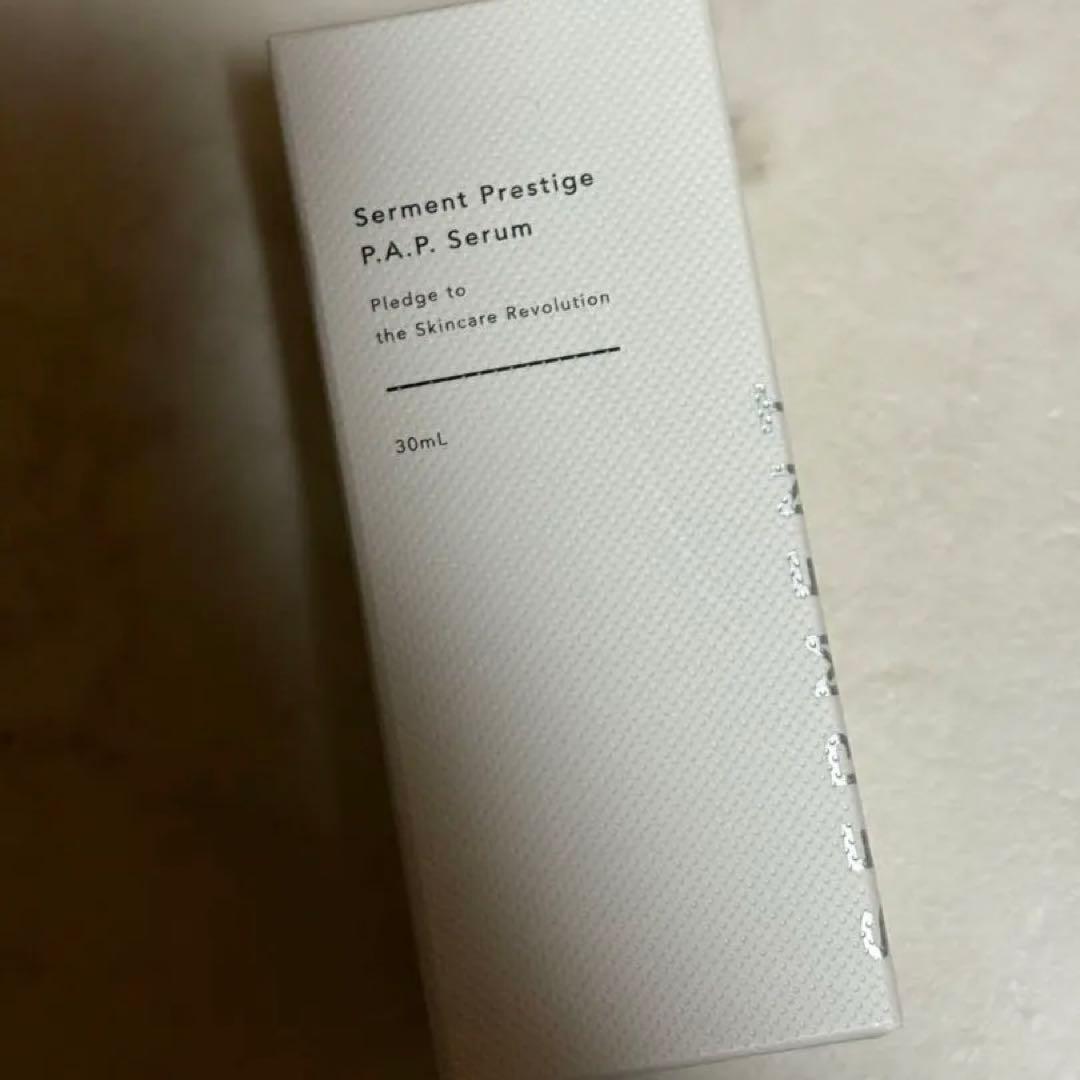 Serment Prestige
P.A.P. Serum
Pledge to
the Skincare Revolution
30mL